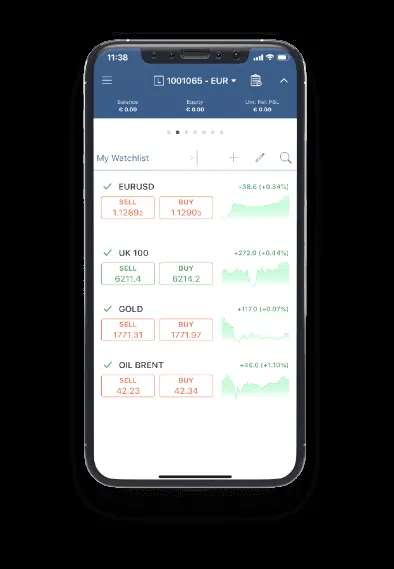 11:38
L 1001065 - EUR
Balance Equity Unr. Net P&L
€ 0.00 € 0.00 € 0.00
My Watchlist
EURUSD +38.6 (+0.34%)
SELL BUY
1.12892 1.12903
UK 100 +272.0 (+0.44%)
SELL BUY
6211.4 6214.2
GOLD +117.0 (+0.07%)
SELL BUY
1771.31 1771.97
OIL BRENT +46.0 (+1.10%)
SELL BUY
42.23 42.34